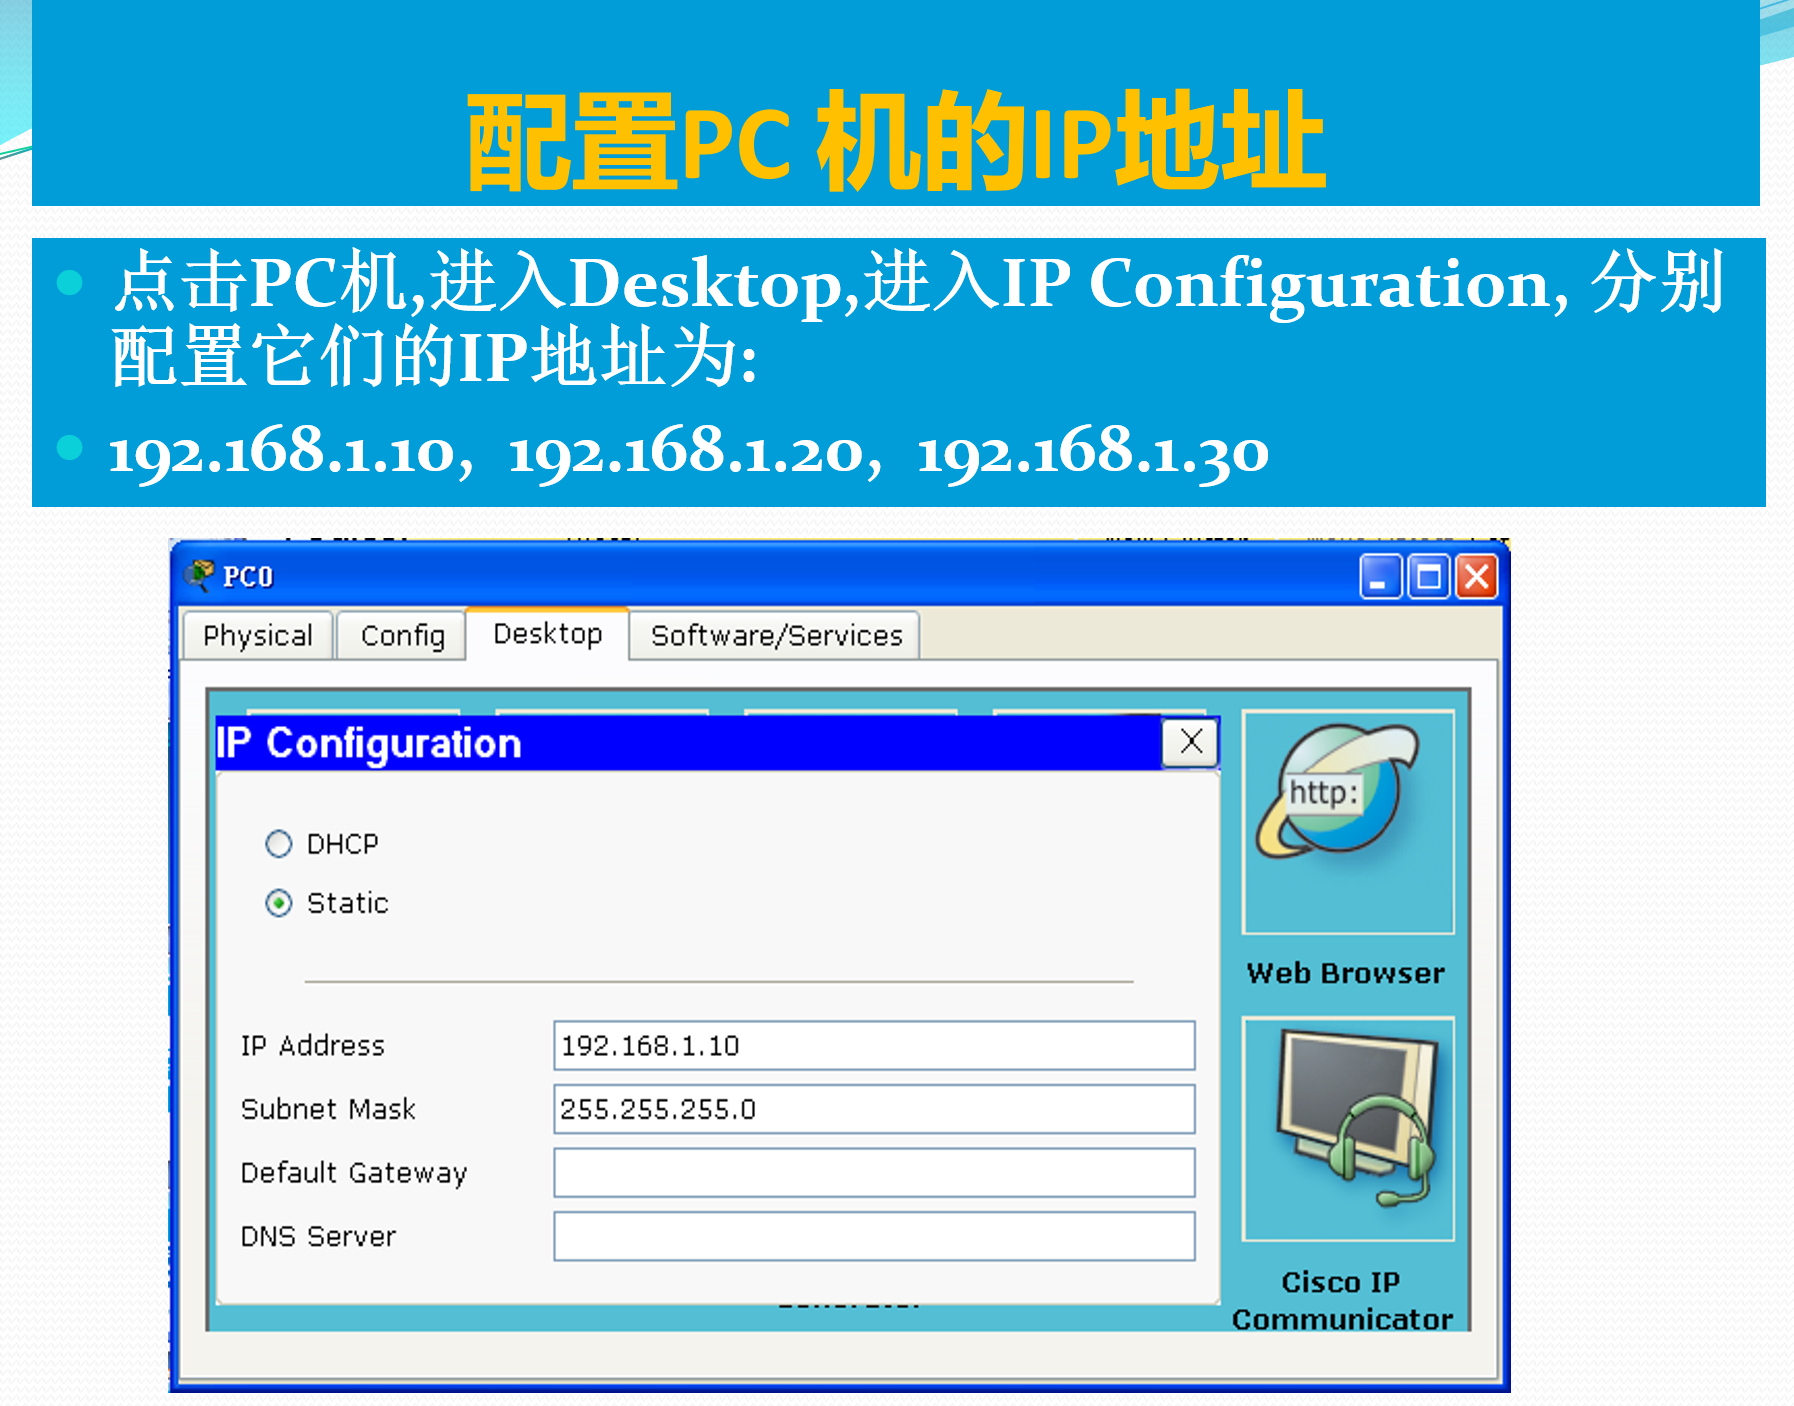 配置PC 机的IP地址
点击PC机,进入Desktop,进入IP Configuration, 分别
配置它们的IP地址为:
192.168.1.10, 192.168.1.20, 192.168.1.30
PC0
Physical Config Desktop Software/Services
IP Configuration X
http:
DHCP
Static
Web Browser
IP Address 192.168.1.10
Subnet Mask 255.255.255.0
Default Gateway
DNS Server
Cisco IP
Communicator